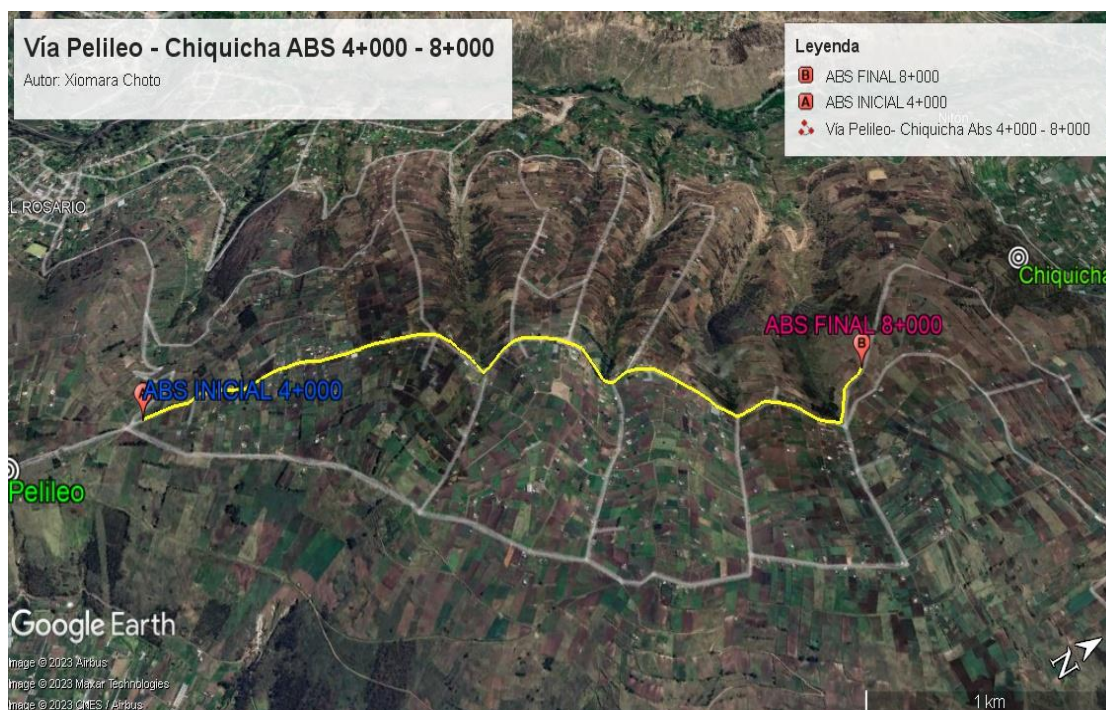 Vía Pelileo - Chiquicha ABS 4+000 - 8+000
Autor: Xiomara Choto
Leyenda
B ABS FINAL 8+000
A ABS INICIAL 4+000
Vía Pelileo- Chiquicha Abs 4+000 - 8+000
Nitón
EL ROSARIO
Chiquicha
ABS FINAL 8+000
B
ABS INICIAL 4+000
Pelileo
Google Earth
Image © 2023 Airbus
Image © 2023 Maxar Technologies
Image © 2023 CNES / Airbus
N
1 km